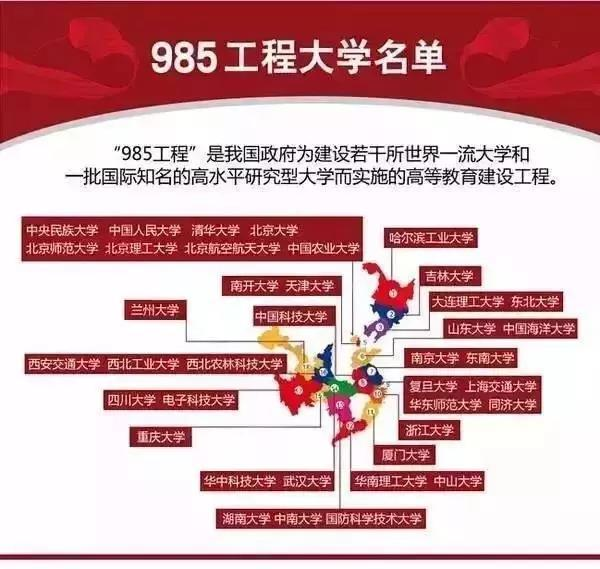 985工程大学名单
“985工程”是我国政府为建设若干所世界一流大学和
一批国际知名的高水平研究型大学而实施的高等教育建设工程。
中央民族大学 中国人民大学 清华大学 北京大学
北京师范大学 北京理工大学 北京航空航天大学 中国农业大学
哈尔滨工业大学
吉林大学
南开大学 天津大学
大连理工大学 东北大学
兰州大学
中国科技大学
山东大学 中国海洋大学
西安交通大学 西北工业大学 西北农林科技大学
南京大学 东南大学
四川大学 电子科技大学
复旦大学 上海交通大学
华东师范大学 同济大学
重庆大学
浙江大学
厦门大学
华中科技大学 武汉大学
华南理工大学 中山大学
湖南大学 中南大学 国防科学技术大学